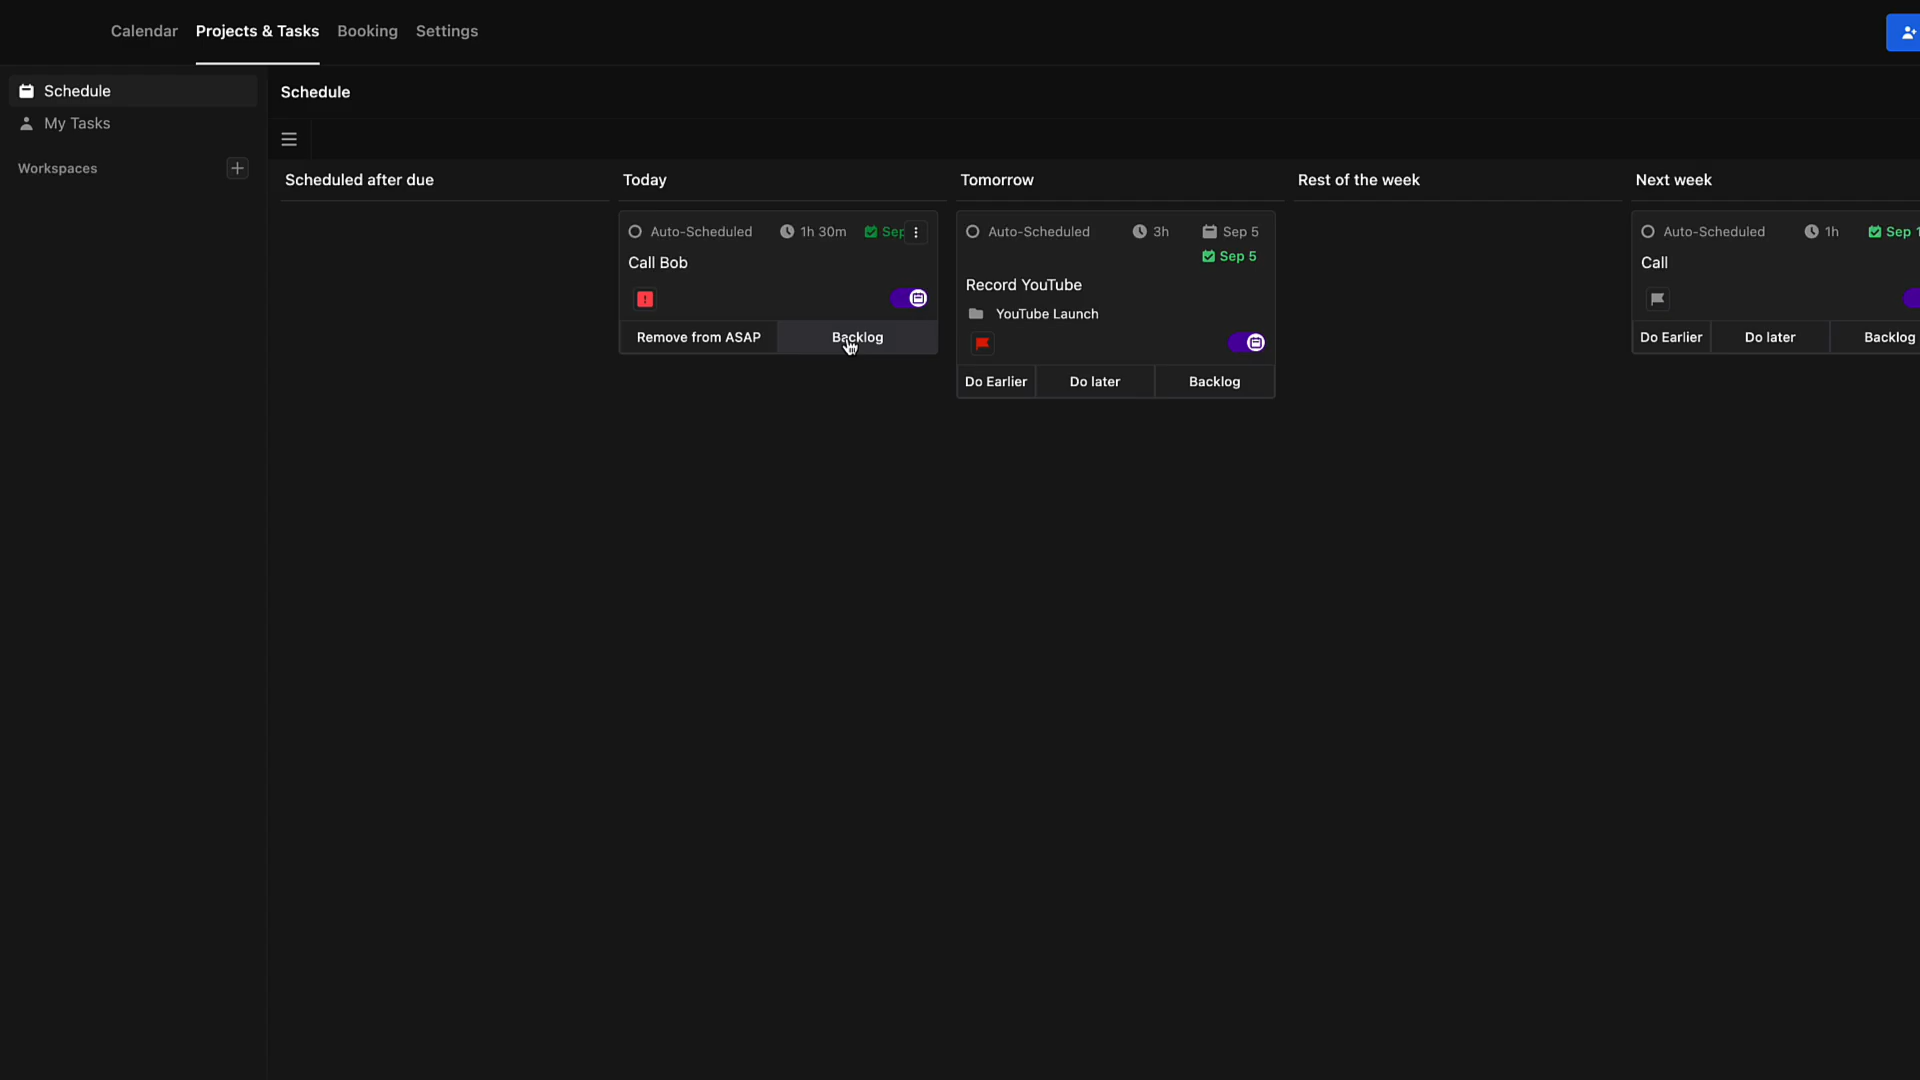 Calendar Projects & Tasks Booking Settings
Schedule
My Tasks
Workspaces
Schedule
Scheduled after due
Today
Auto-Scheduled 1h 30m Sep
Call Bob
Remove from ASAP Backlog
Tomorrow
Auto-Scheduled 3h Sep 5
Sep 5
Record YouTube
YouTube Launch
Do Earlier Do later Backlog
Rest of the week
Next week
Auto-Scheduled 1h Sep 1
Call
Do Earlier Do later Backlog